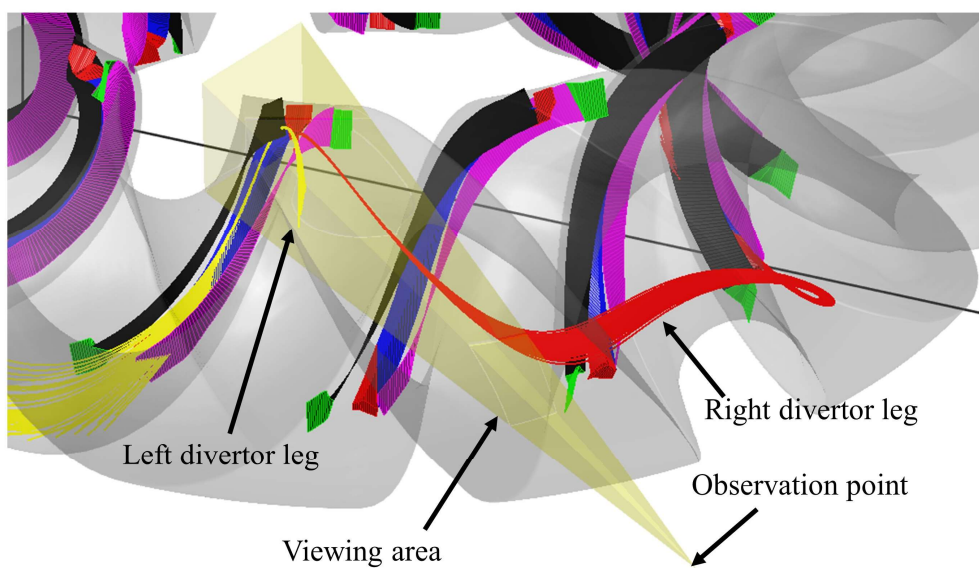 Right divertor leg
Left divertor leg
Observation point
Viewing area